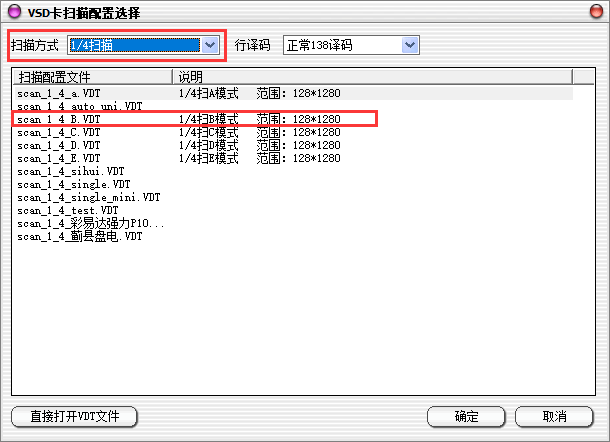 VSD卡扫描配置选择
扫描方式 1/4扫描 行译码 正常138译码
扫描配置文件 说明
scan_1_4_a.VDT 1/4扫A模式 范围：128*1280
scan_1_4_auto_uni.VDT
scan_1_4_B.VDT 1/4扫B模式 范围：128*1280
scan_1_4_C.VDT 1/4扫C模式 范围：128*1280
scan_1_4_D.VDT 1/4扫D模式 范围：128*1280
scan_1_4_E.VDT 1/4扫E模式 范围：128*1280
scan_1_4_sihui.VDT
scan_1_4_single.VDT
scan_1_4_single_mini.VDT
scan_1_4_test.VDT
scan_1_4_彩易达强力P10...
scan_1_4_蓟县盘电.VDT
直接打开VDT文件 确定 取消